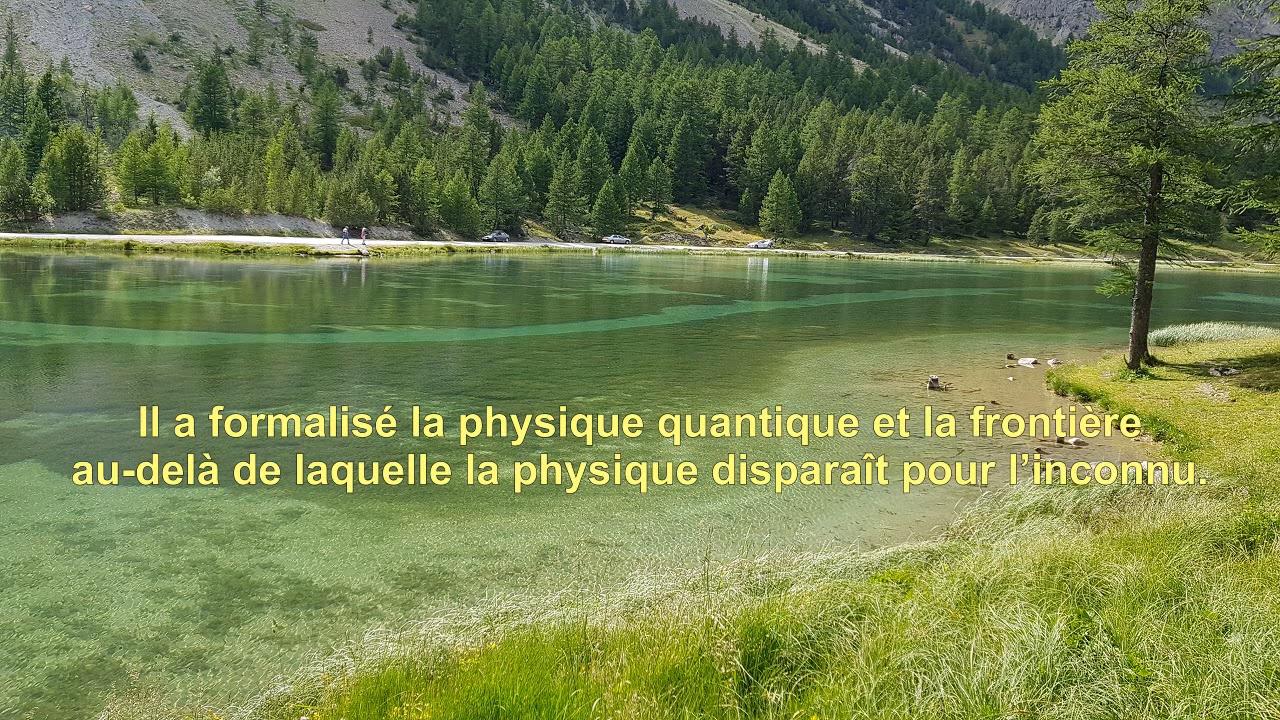 Il a formalisé la physique quantique et la frontière
au-delà de laquelle la physique disparaît pour l’inconnu.